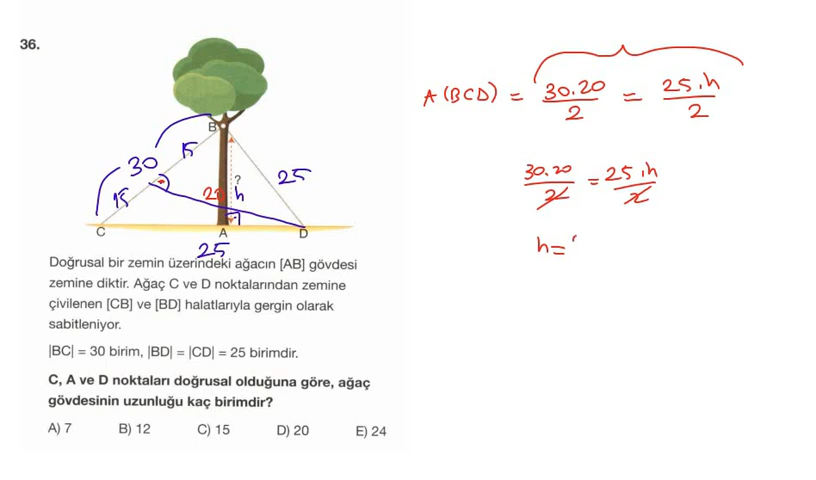 36.
A(BCD) = 30.20/2 = 25.h/2
30.20/2 = 25.h/2
h=
B
15
30
15
?
20
h
25
C
A
D
25
Doğrusal bir zemin üzerindeki ağacın [AB] gövdesi
zemine diktir. Ağaç C ve D noktalarından zemine
çivilenen [CB] ve [BD] halatlarıyla gergin olarak
sabitleniyor.
|BC| = 30 birim, |BD| = |CD| = 25 birimdir.
C, A ve D noktaları doğrusal olduğuna göre, ağaç
gövdesinin uzunluğu kaç birimdir?
A) 7 B) 12 C) 15 D) 20 E) 24